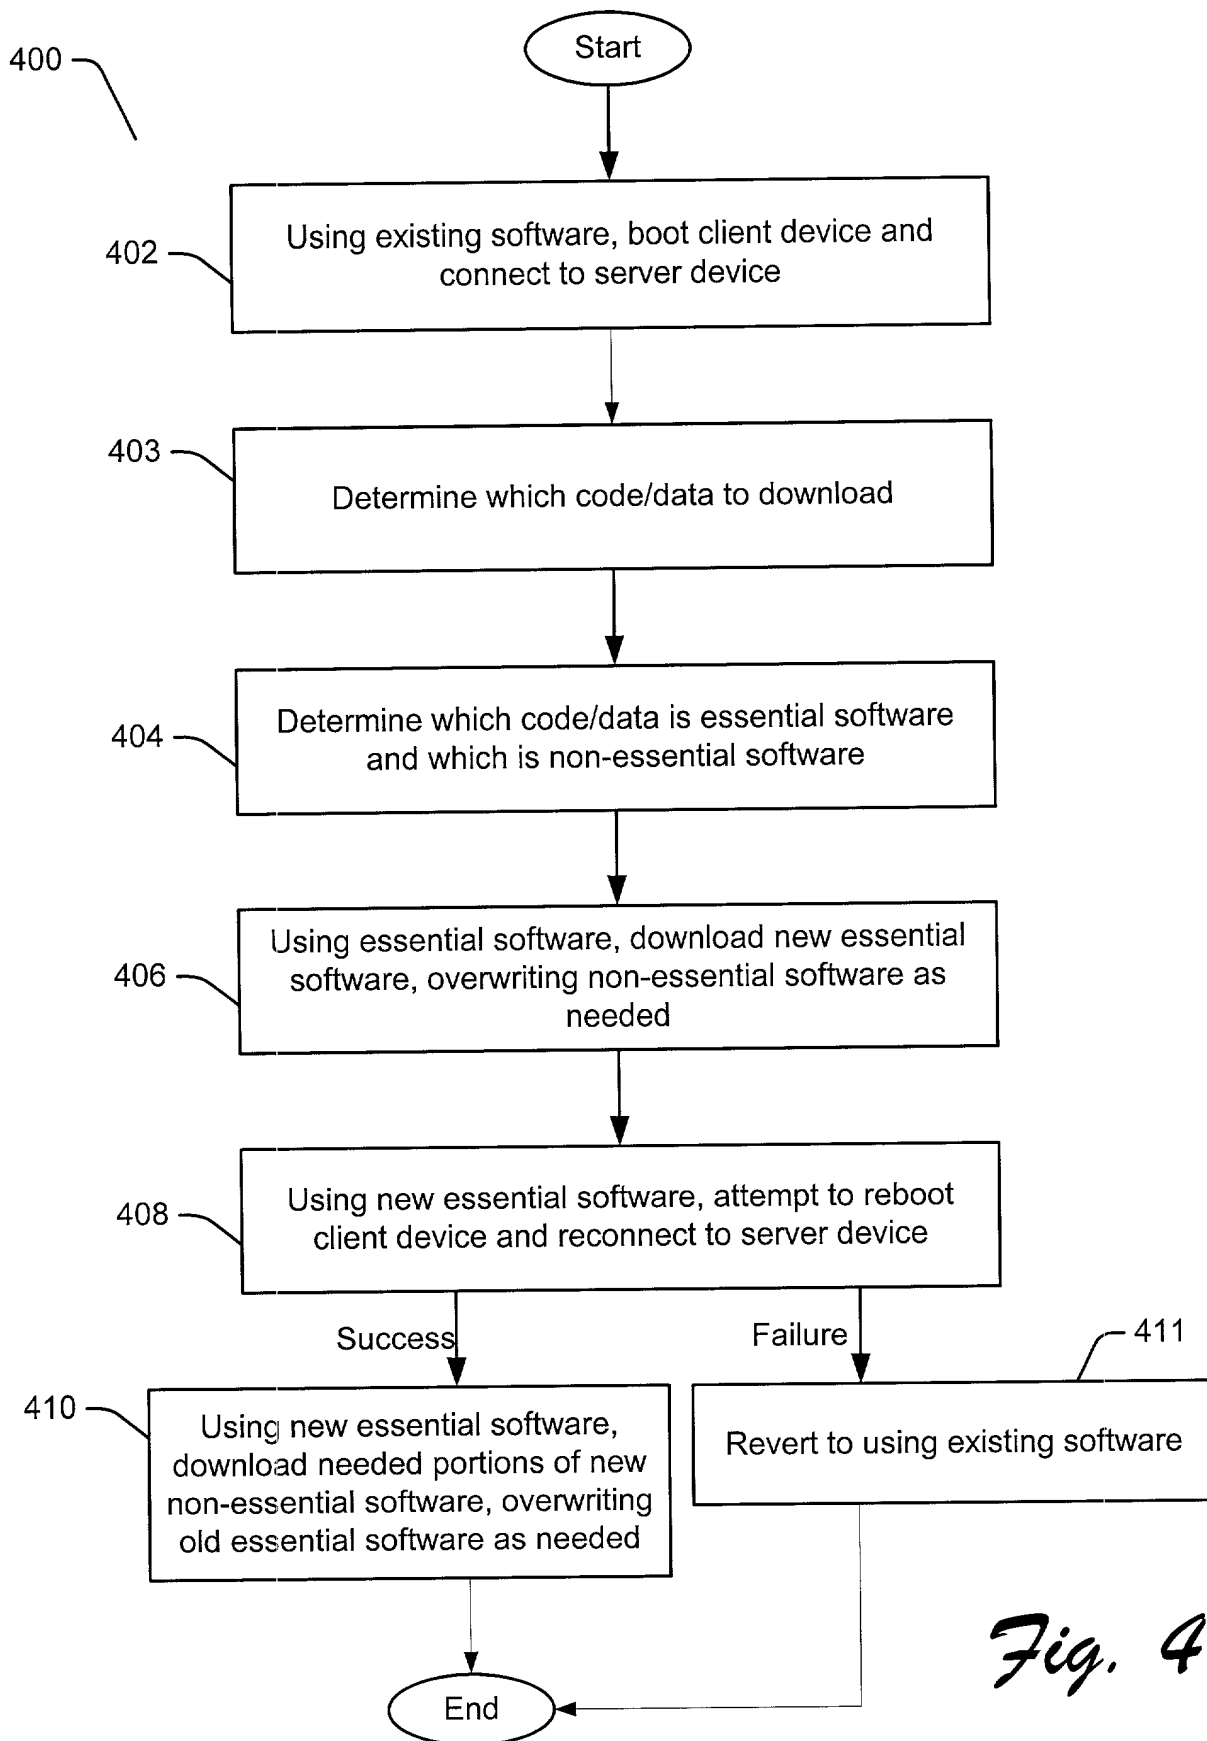 Start
400
Using existing software, boot client device and
connect to server device
402
403
Determine which code/data to download
Determine which code/data is essential software
and which is non-essential software
404
Using essential software, download new essential
software, overwriting non-essential software as
needed
406
Using new essential software, attempt to reboot
client device and reconnect to server device
408
Success
Failure
411
410
Using new essential software,
download needed portions of new
non-essential software, overwriting
old essential software as needed
Revert to using existing software
End
Fig. 4